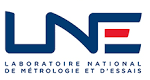 LNE
LABORATOIRE NATIONAL
DE MÉTROLOGIE ET D'ESSAIS